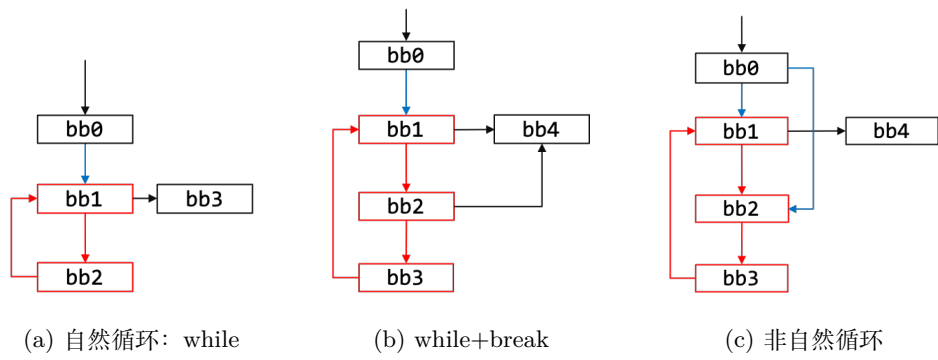 bb0
bb1
bb3
bb2
(a) 自然循环：while
bb0
bb1
bb4
bb2
bb3
(b) while+break
bb0
bb1
bb4
bb2
bb3
(c) 非自然循环